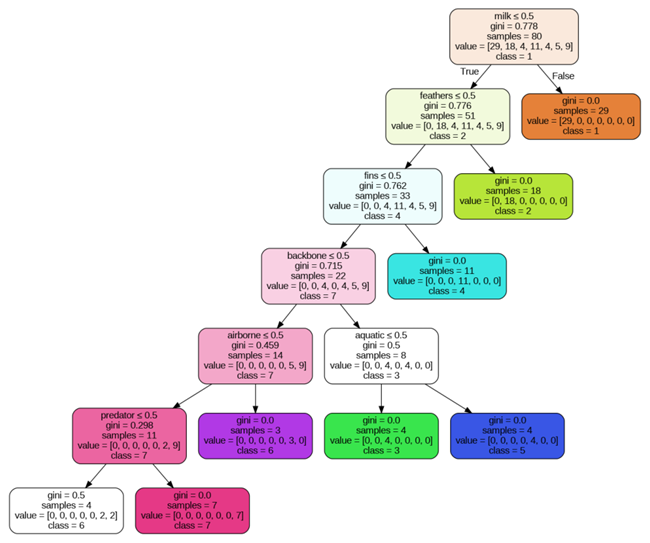 milk ≤ 0.5
gini = 0.778
samples = 80
value = [29, 18, 4, 11, 4, 5, 9]
class = 1
True
False
feathers ≤ 0.5
gini = 0.776
samples = 51
value = [0, 18, 4, 11, 4, 5, 9]
class = 2
gini = 0.0
samples = 29
value = [29, 0, 0, 0, 0, 0, 0]
class = 1
fins ≤ 0.5
gini = 0.762
samples = 33
value = [0, 0, 4, 11, 4, 5, 9]
class = 4
gini = 0.0
samples = 18
value = [0, 18, 0, 0, 0, 0, 0]
class = 2
backbone ≤ 0.5
gini = 0.715
samples = 22
value = [0, 0, 4, 0, 4, 5, 9]
class = 7
gini = 0.0
samples = 11
value = [0, 0, 0, 11, 0, 0, 0]
class = 4
airborne ≤ 0.5
gini = 0.459
samples = 14
value = [0, 0, 0, 0, 0, 5, 9]
class = 7
aquatic ≤ 0.5
gini = 0.5
samples = 8
value = [0, 0, 4, 0, 4, 0, 0]
class = 3
predator ≤ 0.5
gini = 0.298
samples = 11
value = [0, 0, 0, 0, 0, 2, 9]
class = 7
gini = 0.0
samples = 3
value = [0, 0, 0, 0, 0, 3, 0]
class = 6
gini = 0.0
samples = 4
value = [0, 0, 4, 0, 0, 0, 0]
class = 3
gini = 0.0
samples = 4
value = [0, 0, 0, 0, 4, 0, 0]
class = 5
gini = 0.5
samples = 4
value = [0, 0, 0, 0, 0, 2, 2]
class = 6
gini = 0.0
samples = 7
value = [0, 0, 0, 0, 0, 0, 7]
class = 7